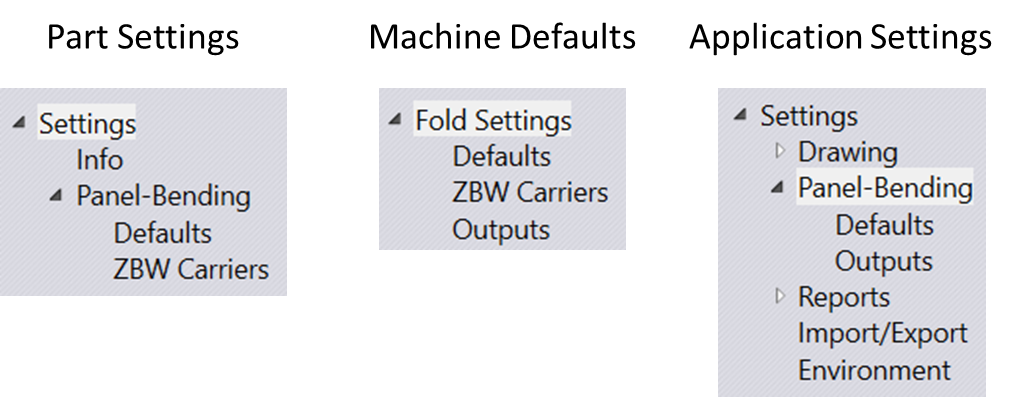 Part Settings
Settings
Info
Panel-Bending
Defaults
ZBW Carriers
Machine Defaults
Fold Settings
Defaults
ZBW Carriers
Outputs
Application Settings
Settings
Drawing
Panel-Bending
Defaults
Outputs
Reports
Import/Export
Environment